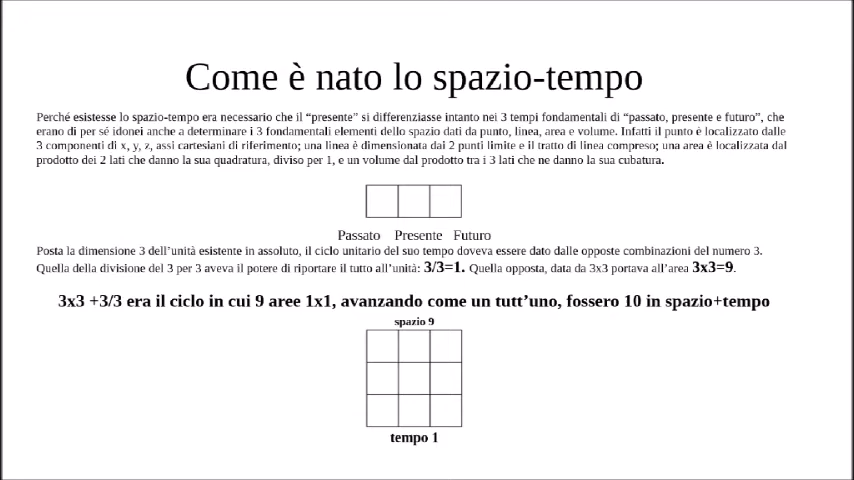 Come è nato lo spazio-tempo
Perché esistesse lo spazio-tempo era necessario che il “presente” si differenziasse intanto nei 3 tempi fondamentali di “passato, presente e futuro”, che
erano di per sé idonei anche a determinare i 3 fondamentali elementi dello spazio dati da punto, linea, area e volume. Infatti il punto è localizzato dalle
3 componenti di x, y, z, assi cartesiani di riferimento; una linea è dimensionata dai 2 punti limite e il tratto di linea compreso; una area è localizzata dal
prodotto dei 2 lati che danno la sua quadratura, diviso per 1, e un volume dal prodotto tra i 3 lati che ne danno la sua cubatura.
Passato Presente Futuro
Posta la dimensione 3 dell’unità esistente in assoluto, il ciclo unitario del suo tempo doveva essere dato dalle opposte combinazioni del numero 3.
Quella della divisione del 3 per 3 aveva il potere di riportare il tutto all’unità: 3/3=1. Quella opposta, data da 3x3 portava all’area 3x3=9.
3x3 +3/3 era il ciclo in cui 9 aree 1x1, avanzando come un tutt’uno, fossero 10 in spazio+tempo
spazio 9
tempo 1